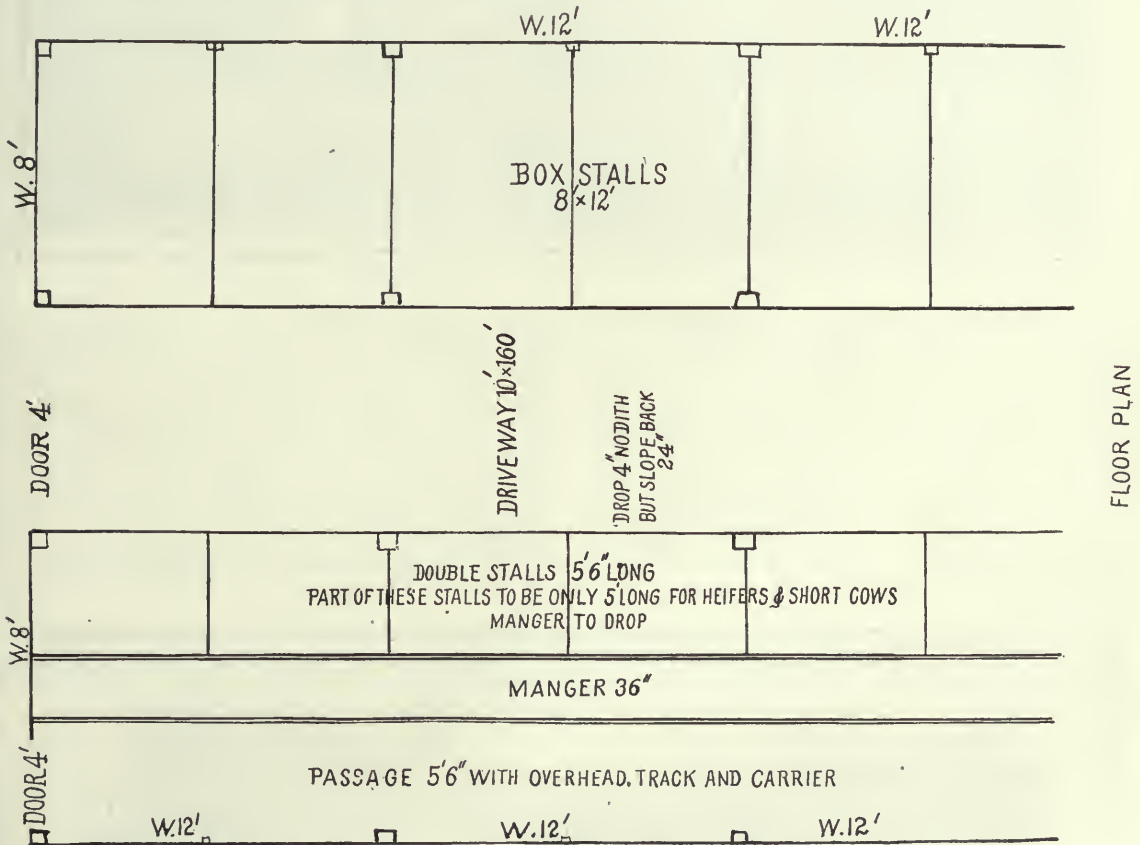 W. 12'
W. 12'
W. 8'
BOX STALLS
8'×12'
DOOR 4'
DRIVEWAY 10'×160'
DROP 4" NO DITH
BUT SLOPE BACK
24"
FLOOR PLAN
DOUBLE STALLS 5'6" LONG
PART OF THESE STALLS TO BE ONLY 5' LONG FOR HEIFERS & SHORT COWS
MANGER TO DROP
W. 8'
MANGER 36"
DOOR 4'
PASSAGE 5'6" WITH OVERHEAD. TRACK AND CARRIER
W. 12'
W. 12'
W. 12'